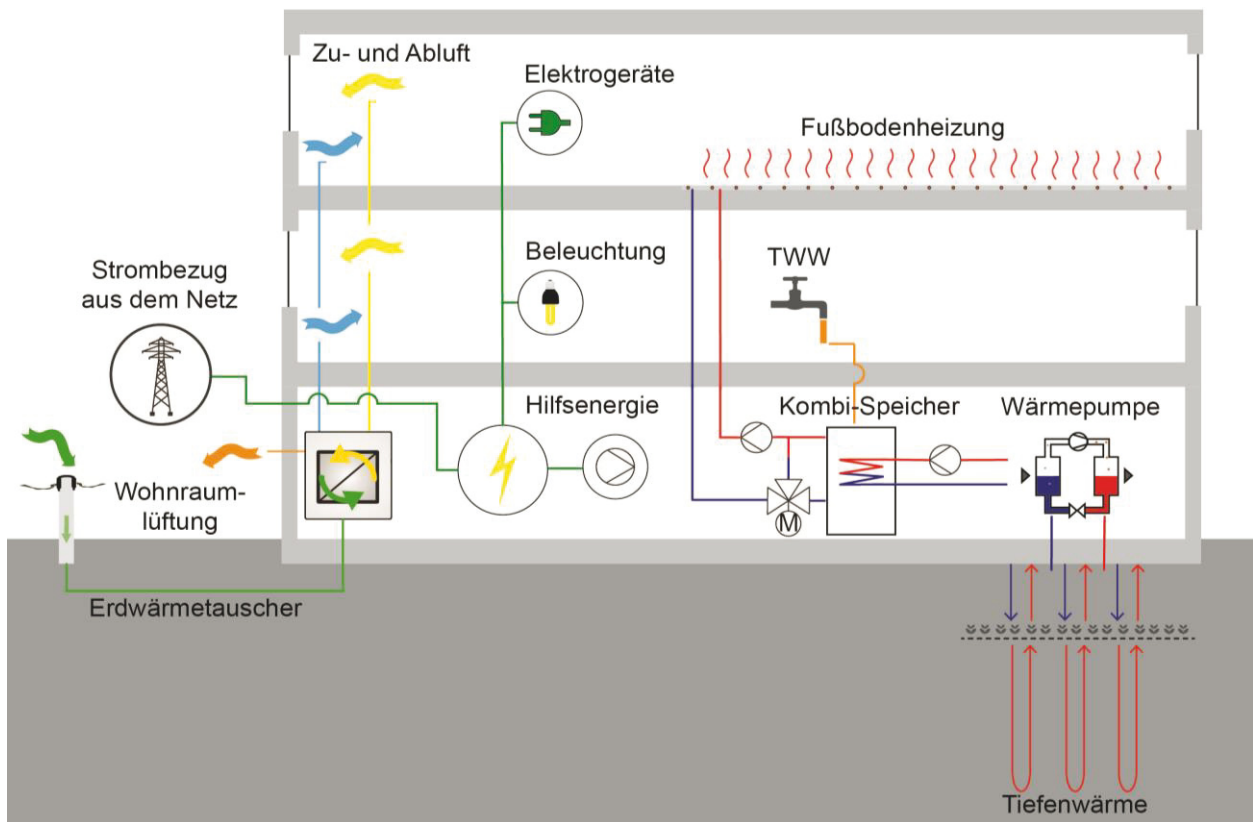 Zu- und Abluft
Elektrogeräte
Fußbodenheizung
Strombezug
aus dem Netz
Beleuchtung
TWW
Hilfsenergie
Kombi-Speicher
Wärmepumpe
Wohnraum-
lüftung
M
Erdwärmetauscher
Tiefenwärme